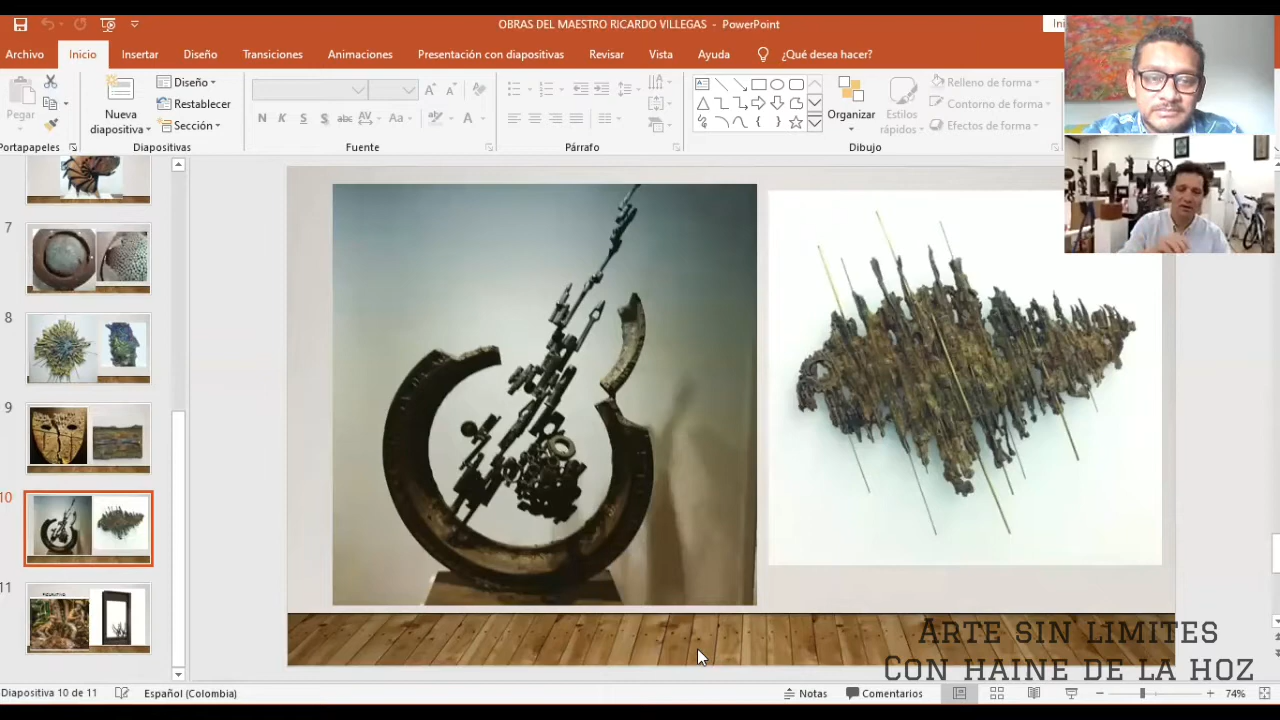 OBRAS DEL MAESTRO RICARDO VILLEGAS - PowerPoint
Archivo Inicio Insertar Diseño Transiciones Animaciones Presentación con diapositivas Revisar Vista Ayuda ¿Qué desea hacer?
Pegar
Nueva
diapositiva
Diseño
Restablecer
Sección
N K S abc AV Aa A
Organizar
Estilos
rápidos
Relleno de forma
Contorno de forma
Efectos de forma
Portapapeles Diapositivas Fuente Párrafo Dibujo
7
8
9
10
11
Arte sin limites
Con Haine de la Hoz
Diapositiva 10 de 11 Español (Colombia) Notas Comentarios 74%